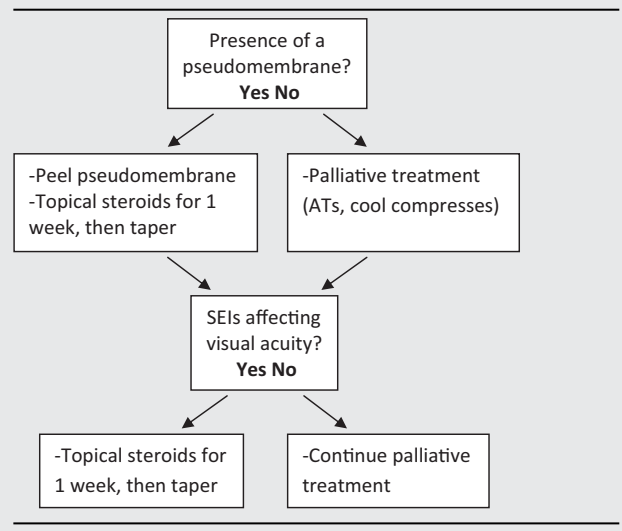 Presence of a
pseudomembrane?
Yes No
-Peel pseudomembrane
-Topical steroids for 1
week, then taper
-Palliative treatment
(ATs, cool compresses)
SEIs affecting
visual acuity?
Yes No
-Topical steroids for
1 week, then taper
-Continue palliative
treatment